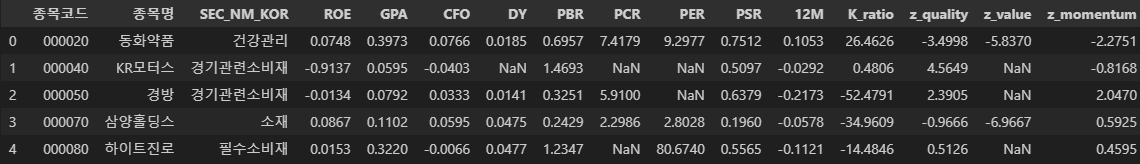 종목코드 종목명 SEC_NM_KOR ROE GPA CFO DY PBR PCR PER PSR 12M K_ratio z_quality z_value z_momentum
0 000020 동화약품 건강관리 0.0748 0.3973 0.0766 0.0185 0.6957 7.4179 9.2977 0.7512 0.1053 26.4626 -3.4998 -5.8370 -2.2751
1 000040 KR모터스 경기관련소비재 -0.9137 0.0595 -0.0403 NaN 1.4693 NaN NaN 0.5097 -0.0292 0.4806 4.5649 NaN -0.8168
2 000050 경방 경기관련소비재 -0.0134 0.0792 0.0333 0.0141 0.3251 5.9100 NaN 0.6379 -0.2173 -52.4791 2.3905 NaN 2.0470
3 000070 삼양홀딩스 소재 0.0867 0.1102 0.0595 0.0475 0.2429 2.2986 2.8028 0.1960 -0.0578 -34.9609 -0.9666 -6.9667 0.5925
4 000080 하이트진로 필수소비재 0.0153 0.3220 -0.0066 0.0477 1.2347 NaN 80.6740 0.5565 -0.1121 -14.4846 0.5126 NaN 0.4595